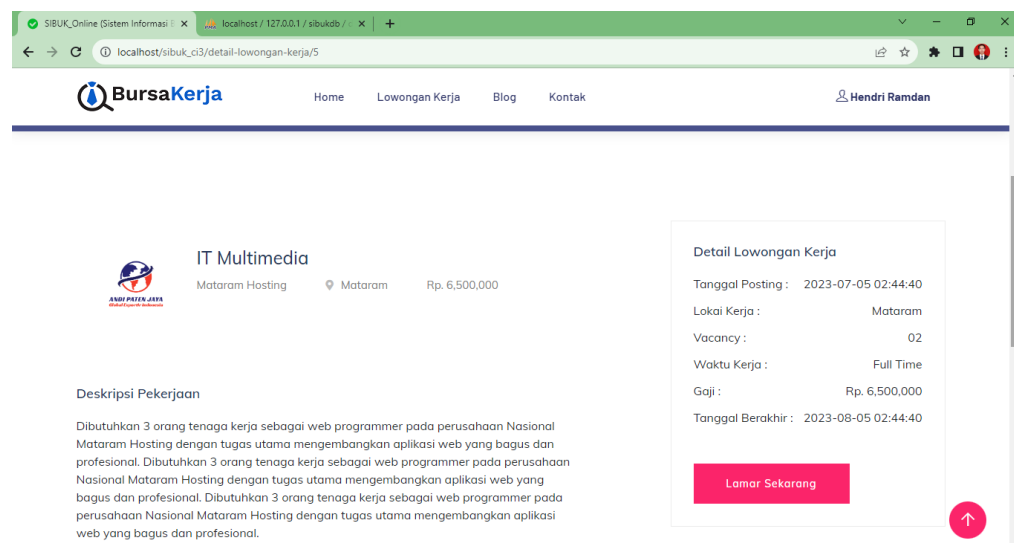 SIBUK_Online (Sistem Informasi B
localhost / 127.0.0.1 / sibukdb /
localhost/sibuk_ci3/detail-lowongan-kerja/5
BursaKerja
Home Lowongan Kerja Blog Kontak
Hendri Ramdan
IT Multimedia
Mataram Hosting Mataram Rp. 6,500,000
ANDI PATEN JAYA
Global Expor-Ir Indonesia
Detail Lowongan Kerja
Tanggal Posting : 2023-07-05 02:44:40
Lokai Kerja : Mataram
Vacancy : 02
Waktu Kerja : Full Time
Gaji : Rp. 6,500,000
Tanggal Berakhir : 2023-08-05 02:44:40
Lamar Sekarang
Deskripsi Pekerjaan
Dibutuhkan 3 orang tenaga kerja sebagai web programmer pada perusahaan Nasional
Mataram Hosting dengan tugas utama mengembangkan aplikasi web yang bagus dan
profesional. Dibutuhkan 3 orang tenaga kerja sebagai web programmer pada perusahaan
Nasional Mataram Hosting dengan tugas utama mengembangkan aplikasi web yang
bagus dan profesional. Dibutuhkan 3 orang tenaga kerja sebagai web programmer pada
perusahaan Nasional Mataram Hosting dengan tugas utama mengembangkan aplikasi
web yang bagus dan profesional.